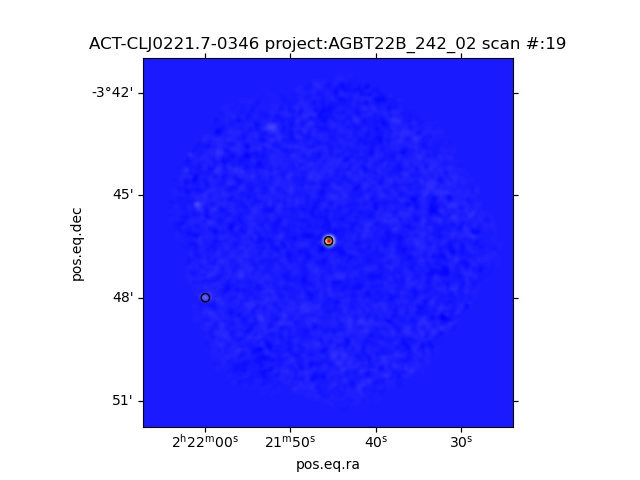 ACT-CLJ0221.7-0346 project:AGBT22B_242_02 scan #:19
-3°42'
45'
48'
51'
pos.eq.dec
2ʰ22ᵐ00ˢ 21ᵐ50ˢ 40ˢ 30ˢ
pos.eq.ra